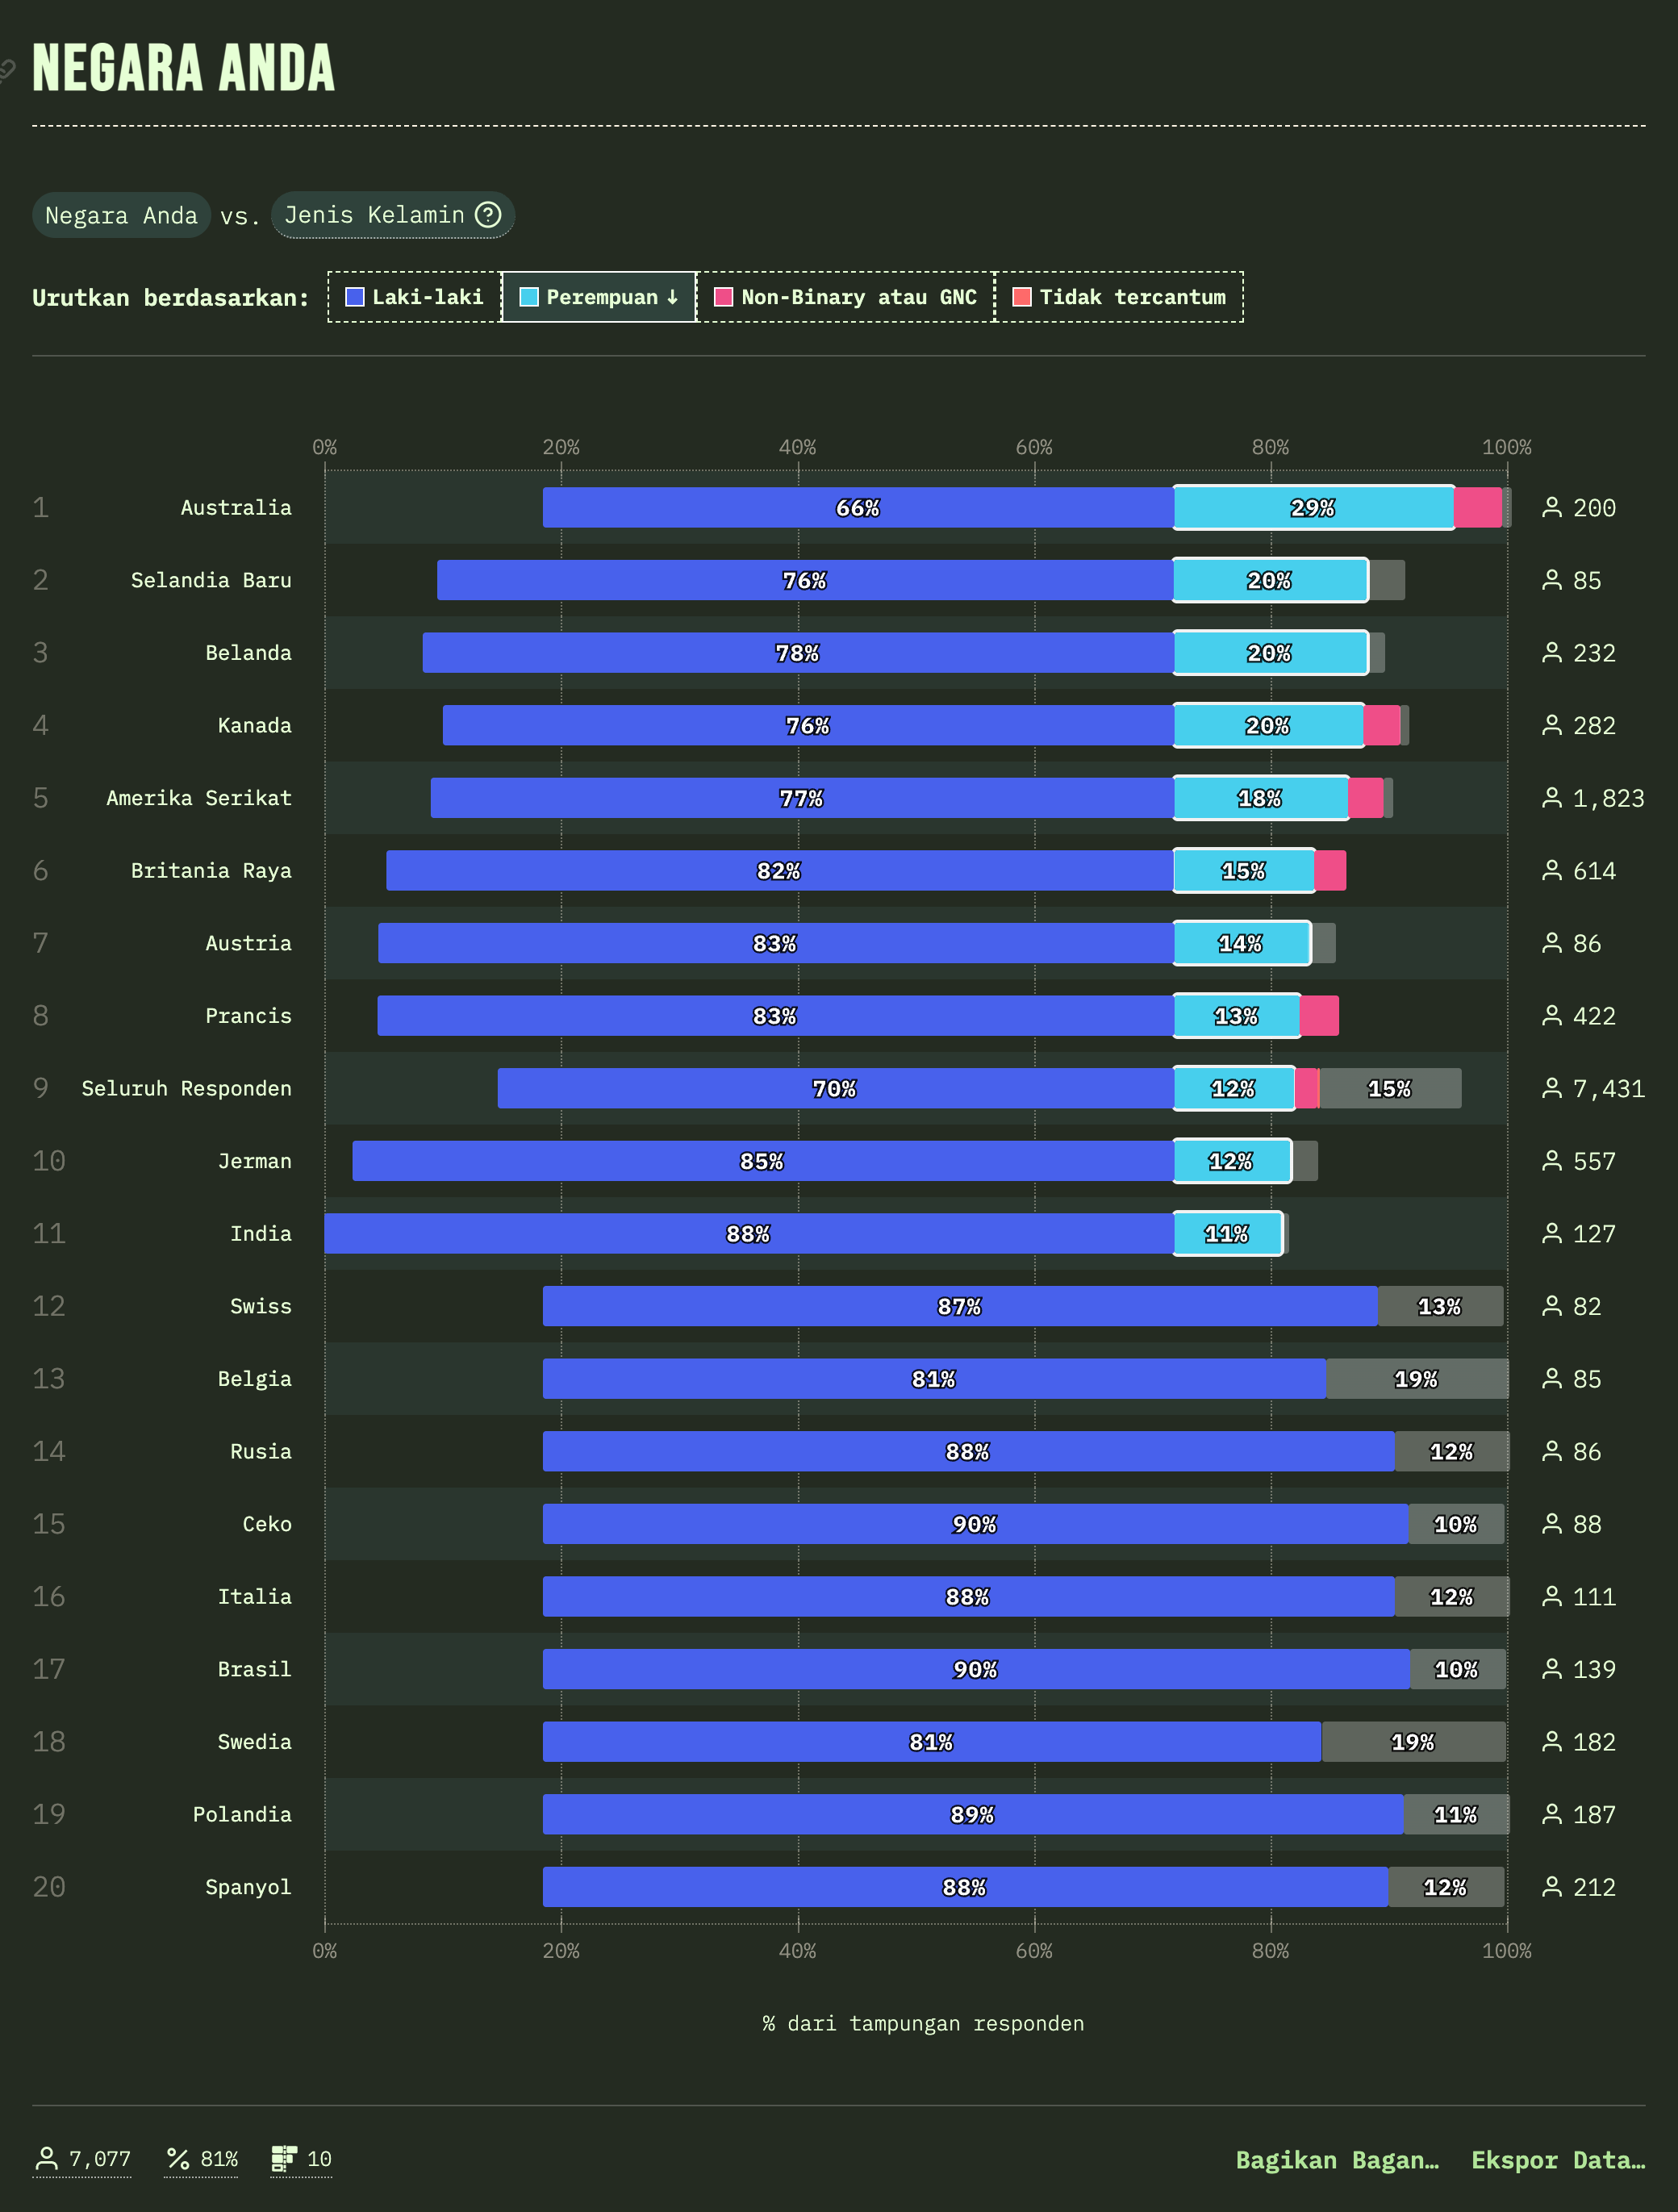 NEGARA ANDA
Negara Anda vs. Jenis Kelamin ?
Urutkan berdasarkan: Laki-laki Perempuan ↓ Non-Binary atau GNC Tidak tercantum
0% 20% 40% 60% 80% 100%
1 Australia 66% 29% 200
2 Selandia Baru 76% 20% 85
3 Belanda 78% 20% 232
4 Kanada 76% 20% 282
5 Amerika Serikat 77% 18% 1,823
6 Britania Raya 82% 15% 614
7 Austria 83% 14% 86
8 Prancis 83% 13% 422
9 Seluruh Responden 70% 12% 15% 7,431
10 Jerman 85% 12% 557
11 India 88% 11% 127
12 Swiss 87% 13% 82
13 Belgia 81% 19% 85
14 Rusia 88% 12% 86
15 Ceko 90% 10% 88
16 Italia 88% 12% 111
17 Brasil 90% 10% 139
18 Swedia 81% 19% 182
19 Polandia 89% 11% 187
20 Spanyol 88% 12% 212
0% 20% 40% 60% 80% 100%
% dari tampungan responden
7,077 % 81% 10 Bagikan Bagan… Ekspor Data…